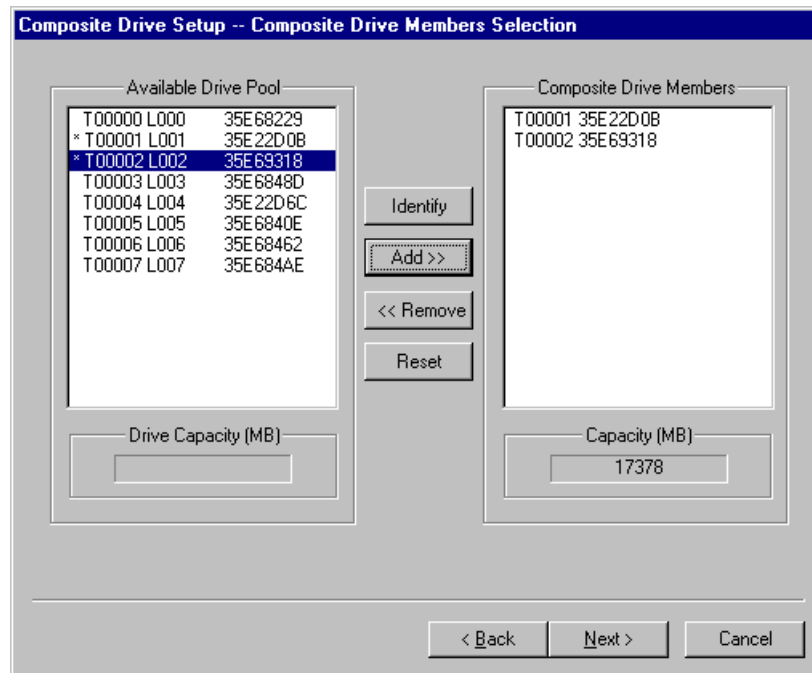 Composite Drive Setup -- Composite Drive Members Selection
Available Drive Pool
T00000 L000 35E68229
* T00001 L001 35E22D0B
* T00002 L002 35E69318
T00003 L003 35E6848D
T00004 L004 35E22D6C
T00005 L005 35E6840E
T00006 L006 35E68462
T00007 L007 35E684AE
Drive Capacity (MB)
Identify
Add >>
<< Remove
Reset
Composite Drive Members
T00001 35E22D0B
T00002 35E69318
Capacity (MB)
17378
< Back
Next >
Cancel